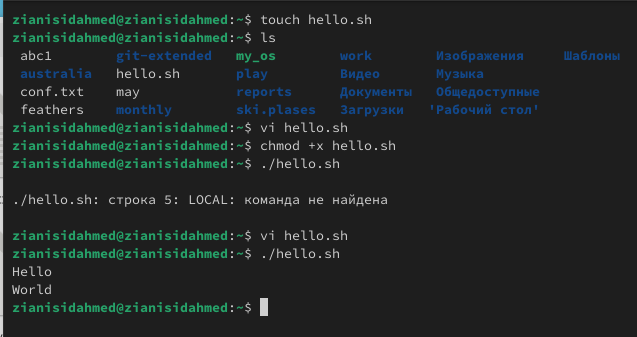 zianisidahmed@zianisidahmed:~$ touch hello.sh
zianisidahmed@zianisidahmed:~$ ls
abc1 git-extended my_os work Изображения Шаблоны
australia hello.sh play Видео Музыка
conf.txt may reports Документы Общедоступные
feathers monthly ski.plases Загрузки 'Рабочий стол'
zianisidahmed@zianisidahmed:~$ vi hello.sh
zianisidahmed@zianisidahmed:~$ chmod +x hello.sh
zianisidahmed@zianisidahmed:~$ ./hello.sh
./hello.sh: строка 5: LOCAL: команда не найдена
zianisidahmed@zianisidahmed:~$ vi hello.sh
zianisidahmed@zianisidahmed:~$ ./hello.sh
Hello
World
zianisidahmed@zianisidahmed:~$